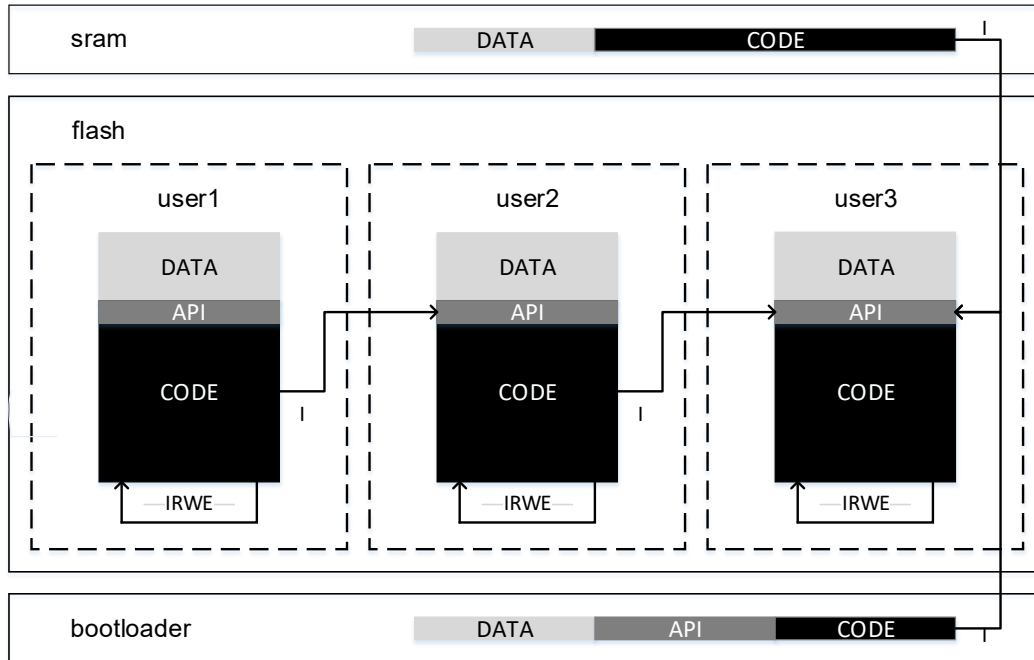 sram
DATA CODE
I
flash
user1 user2 user3
DATA DATA DATA
API API API
CODE CODE CODE
I I
IRWE IRWE IRWE
bootloader
DATA API CODE
I